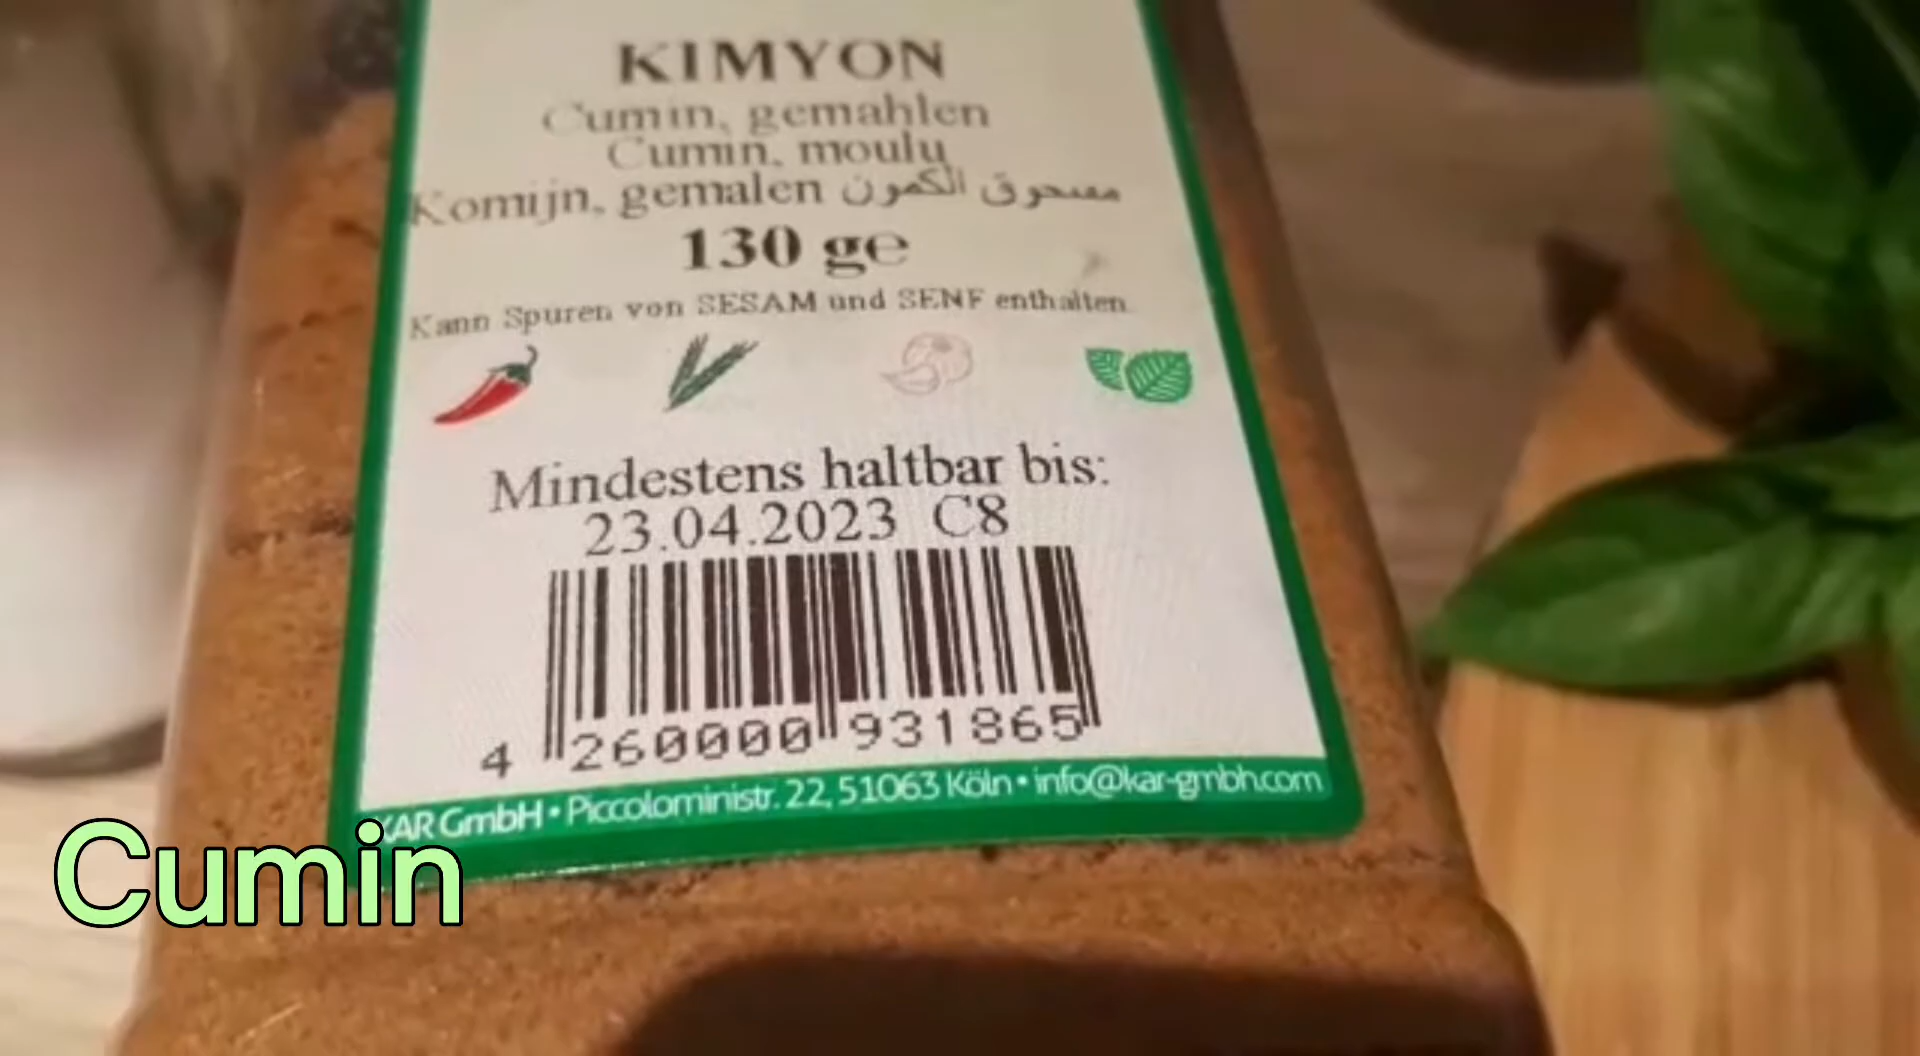 KIMYON
Cumin, gemahlen
Cumin, moulu
Komijn, gemalen مسحوق الكمون
130 g℮
Kann Spuren von SESAM und SENF enthalten.
Mindestens haltbar bis:
23.04.2023 C8
4 260000 931865
KAR GmbH • Piccoloministr. 22, 51063 Köln • info@kar-gmbh.com
Cumin